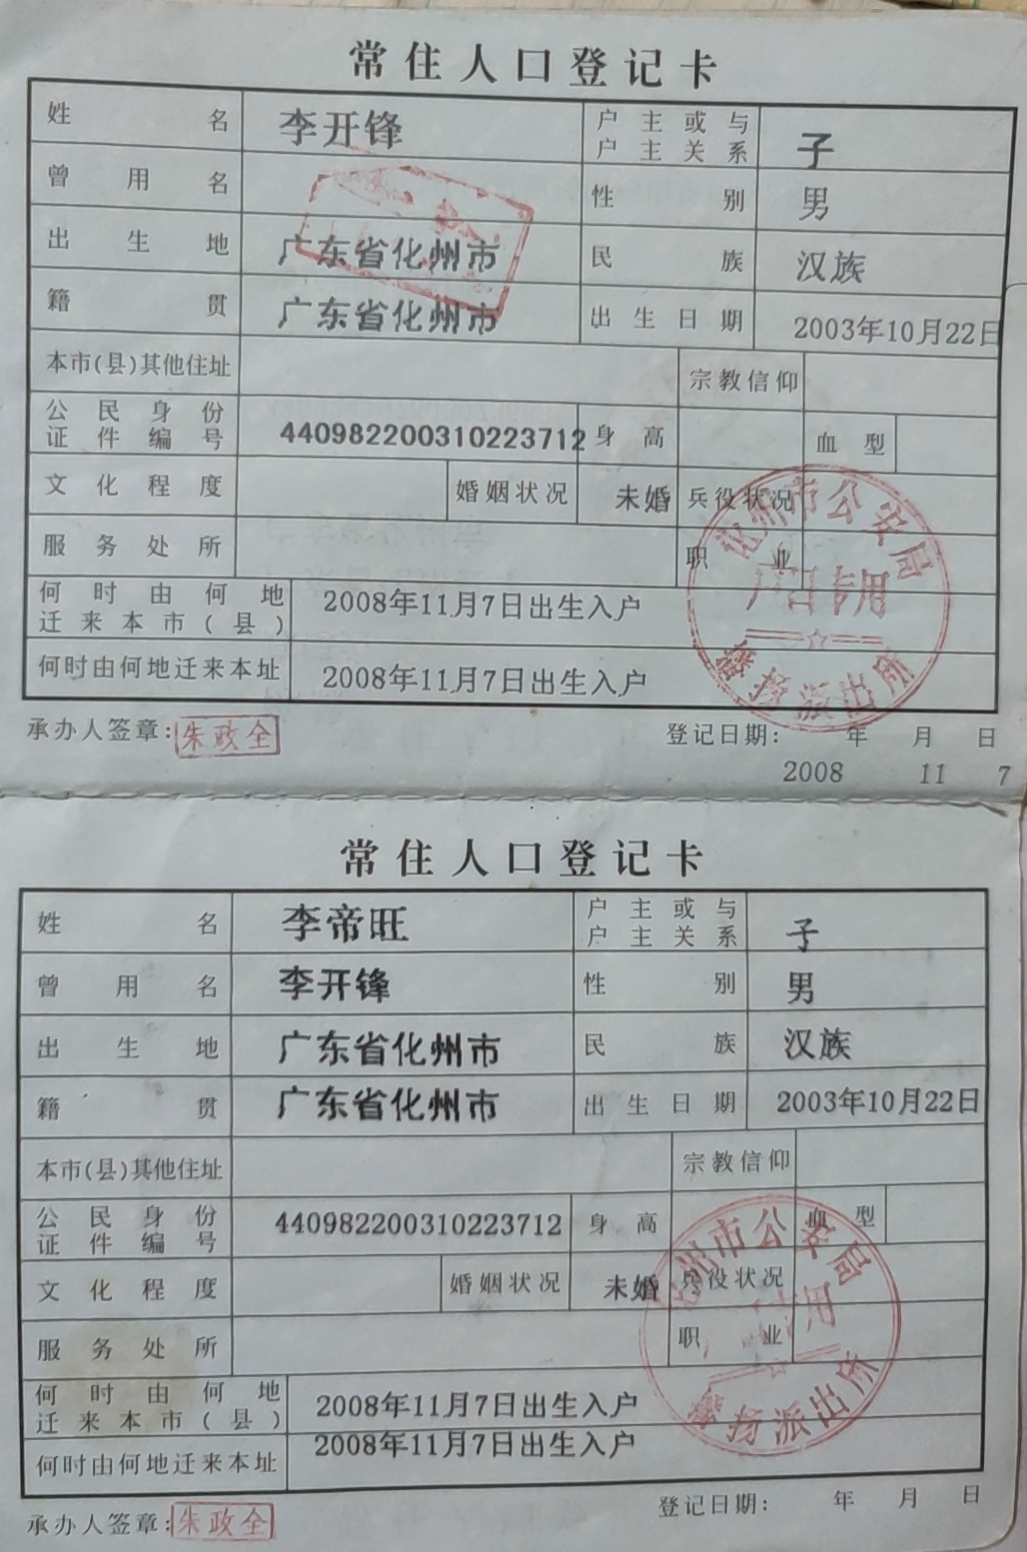 常住人口登记卡
姓名 李开锋 户主或与户主关系 子
曾用名 性别 男
出生地 广东省化州市 民族 汉族
籍贯 广东省化州市 出生日期 2003年10月22日
本市(县)其他住址 宗教信仰
公民身份证件编号 440982200310223712 身高 血型
文化程度 婚姻状况 未婚 兵役状况
服务处所 职业
何时由何地迁来本市(县) 2008年11月7日出生入户
何时由何地迁来本址 2008年11月7日出生入户
化州市公安局
户口专用
播扬派出所
承办人签章: 朱政全 登记日期: 年 月 日
2008 11 7
常住人口登记卡
姓名 李帝旺 户主或与户主关系 子
曾用名 李开锋 性别 男
出生地 广东省化州市 民族 汉族
籍贯 广东省化州市 出生日期 2003年10月22日
本市(县)其他住址 宗教信仰
公民身份证件编号 440982200310223712 身高 血型
文化程度 婚姻状况 未婚 兵役状况
服务处所 职业
何时由何地迁来本市(县) 2008年11月7日出生入户
何时由何地迁来本址 2008年11月7日出生入户
化州市公安局
播扬派出所
承办人签章: 朱政全 登记日期: 年 月 日